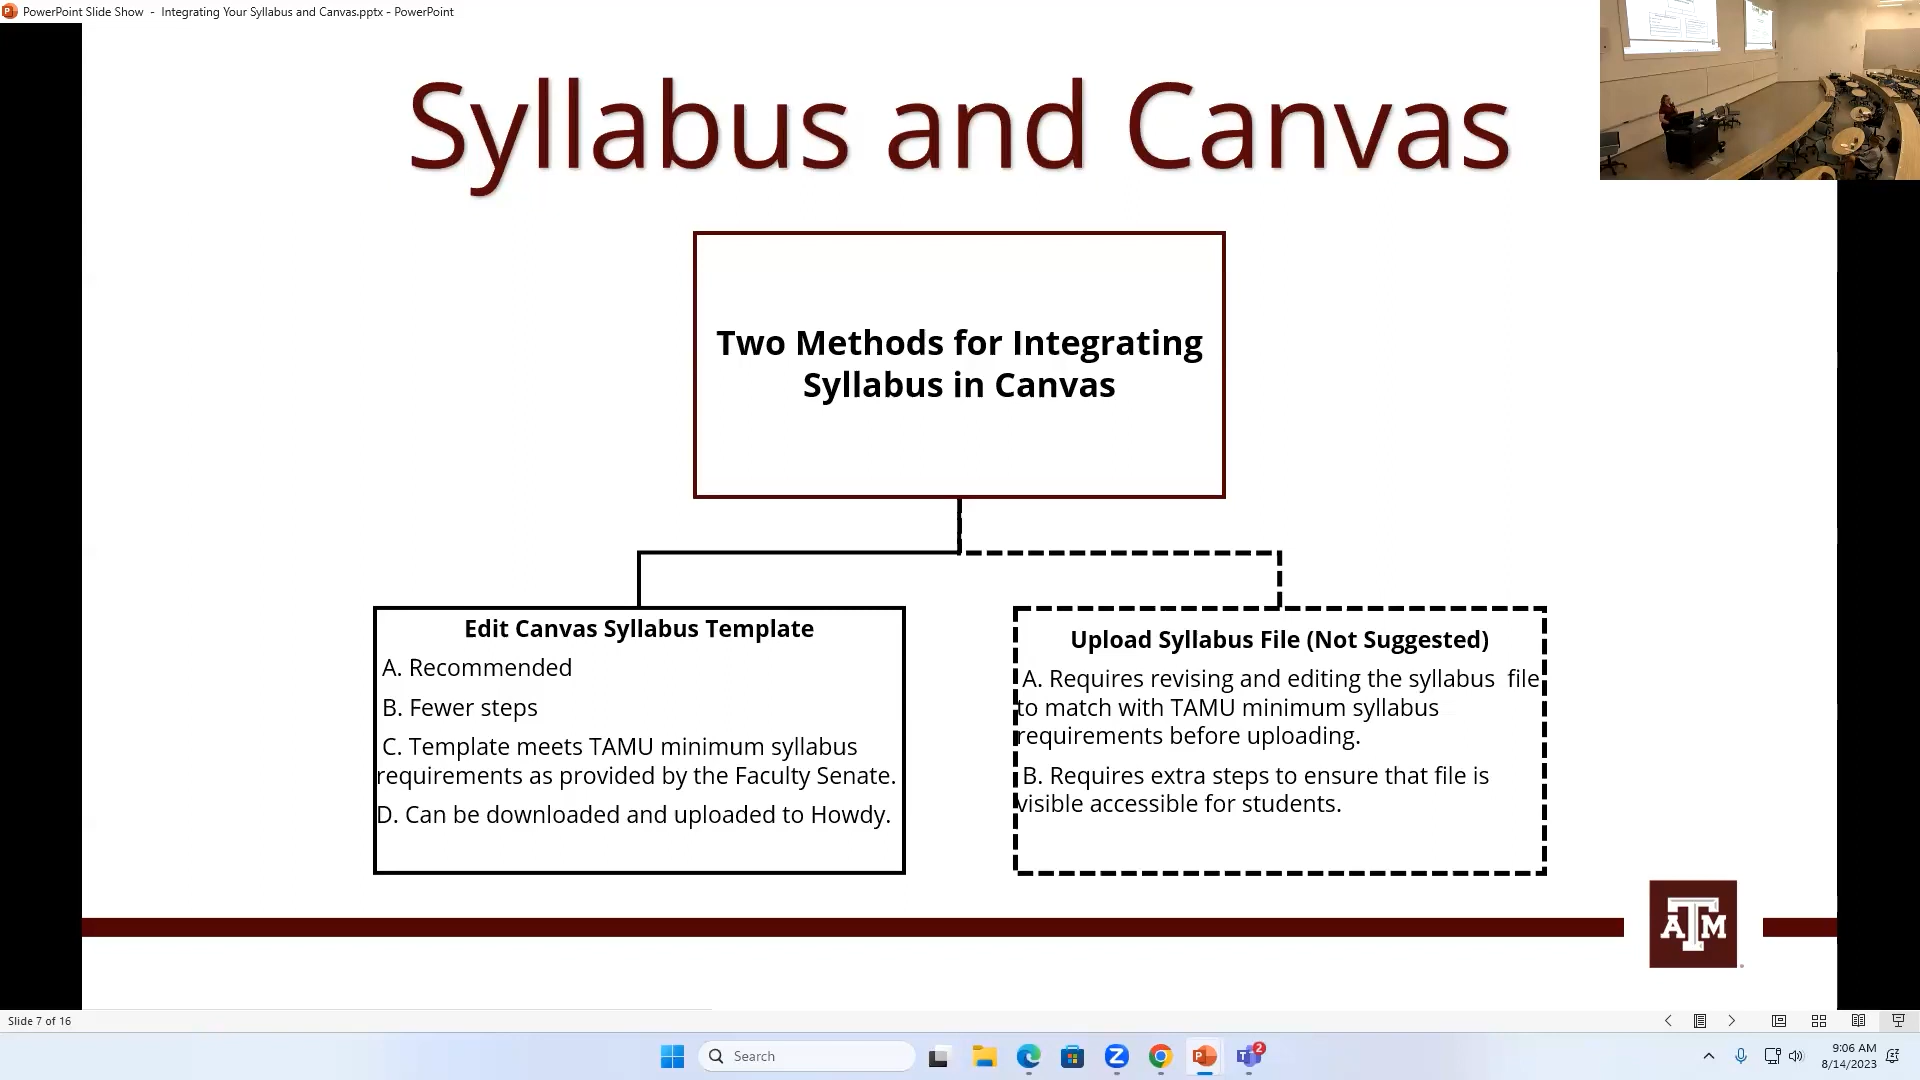 PowerPoint Slide Show - Integrating Your Syllabus and Canvas.pptx - PowerPoint
Syllabus and Canvas
Two Methods for Integrating
Syllabus in Canvas
Edit Canvas Syllabus Template
A. Recommended
B. Fewer steps
C. Template meets TAMU minimum syllabus
requirements as provided by the Faculty Senate.
D. Can be downloaded and uploaded to Howdy.
Upload Syllabus File (Not Suggested)
A. Requires revising and editing the syllabus file
to match with TAMU minimum syllabus
requirements before uploading.
B. Requires extra steps to ensure that file is
visible accessible for students.
ATM
Slide 7 of 16
Search
2
9:06 AM
8/14/2023